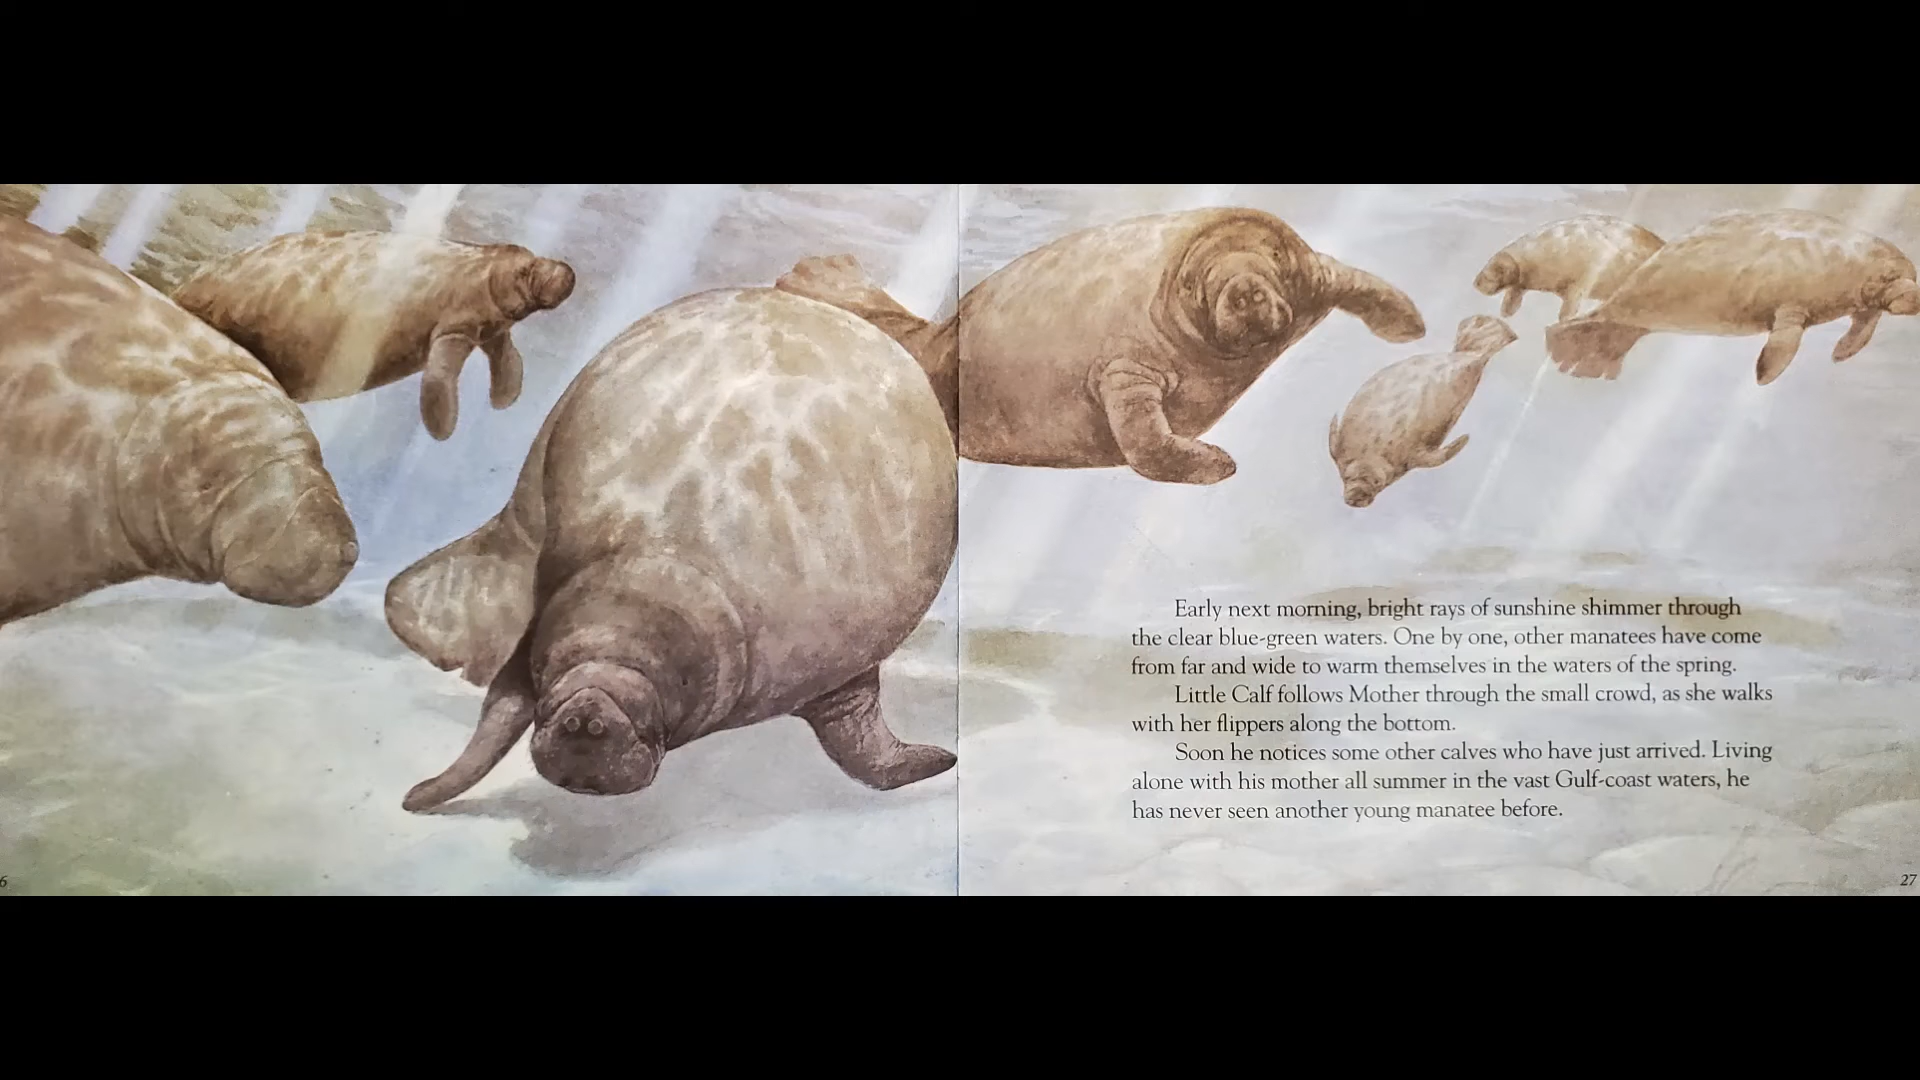 Early next morning, bright rays of sunshine shimmer through
the clear blue-green waters. One by one, other manatees have come
from far and wide to warm themselves in the waters of the spring.
Little Calf follows Mother through the small crowd, as she walks
with her flippers along the bottom.
Soon he notices some other calves who have just arrived. Living
alone with his mother all summer in the vast Gulf-coast waters, he
has never seen another young manatee before.
6
27